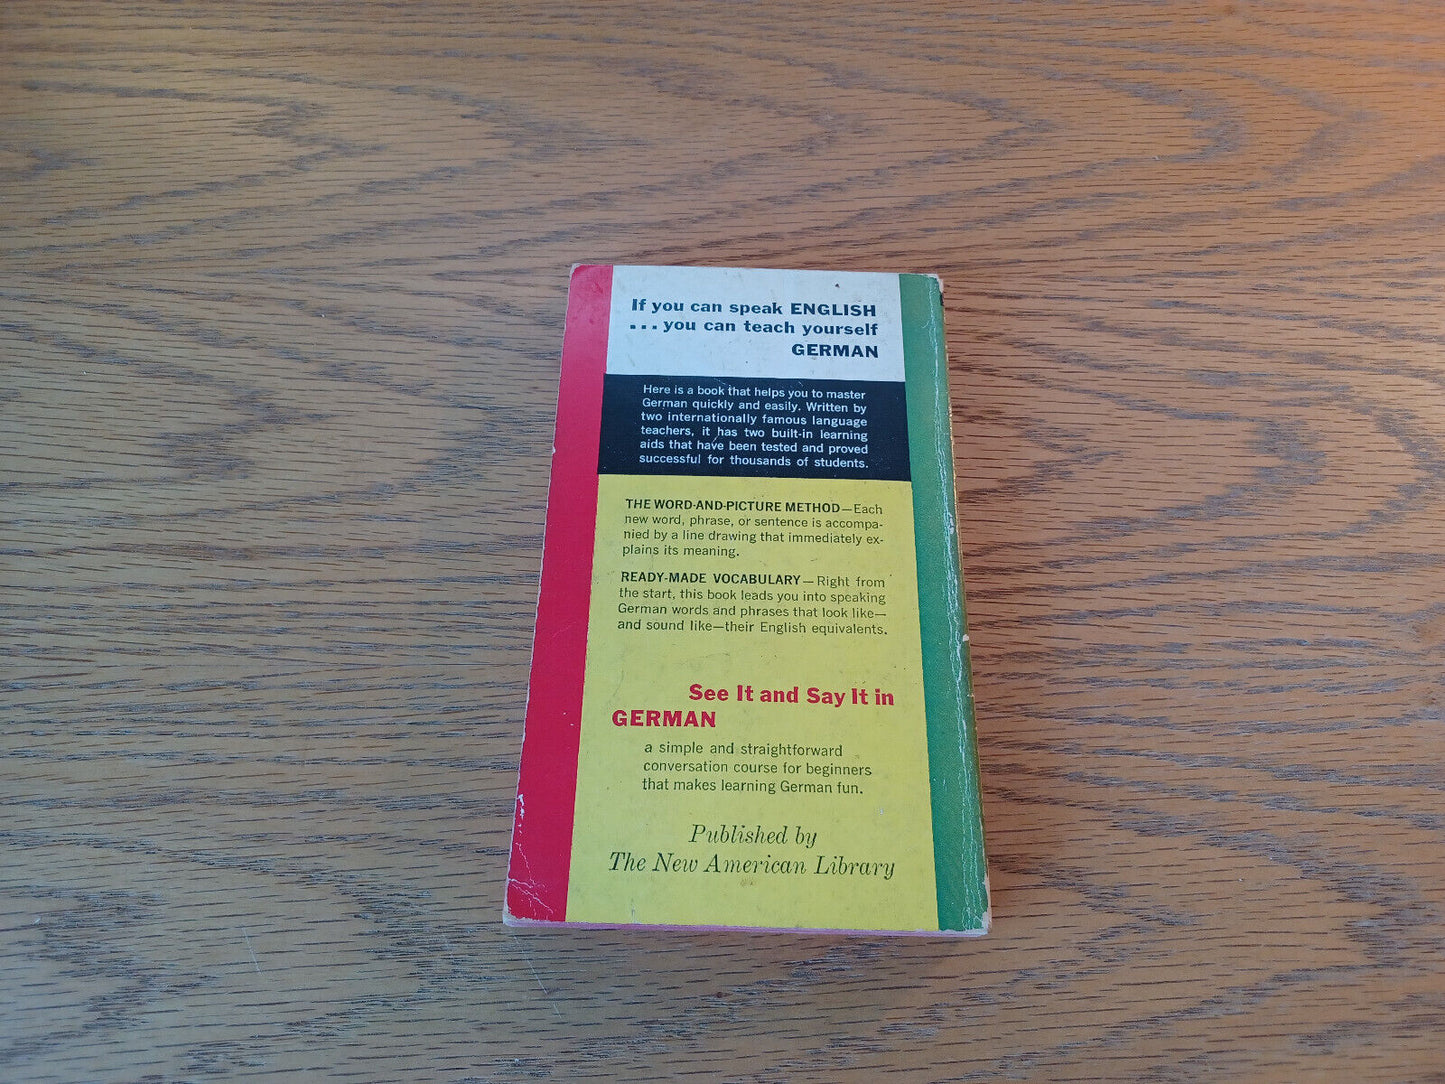 If you can speak ENGLISH
...you can teach yourself
GERMAN
Here is a book that helps you to master
German quickly and easily. Written by
two internationally famous language
teachers, it has two built-in learning
aids that have been tested and proved
successful for thousands of students.
THE WORD-AND-PICTURE METHOD—Each
new word, phrase, or sentence is accompa-
nied by a line drawing that immediately ex-
plains its meaning.
READY-MADE VOCABULARY—Right from
the start, this book leads you into speaking
German words and phrases that look like—
and sound like—their English equivalents.
See It and Say It in
GERMAN
a simple and straightforward
conversation course for beginners
that makes learning German fun.
Published by
The New American Library